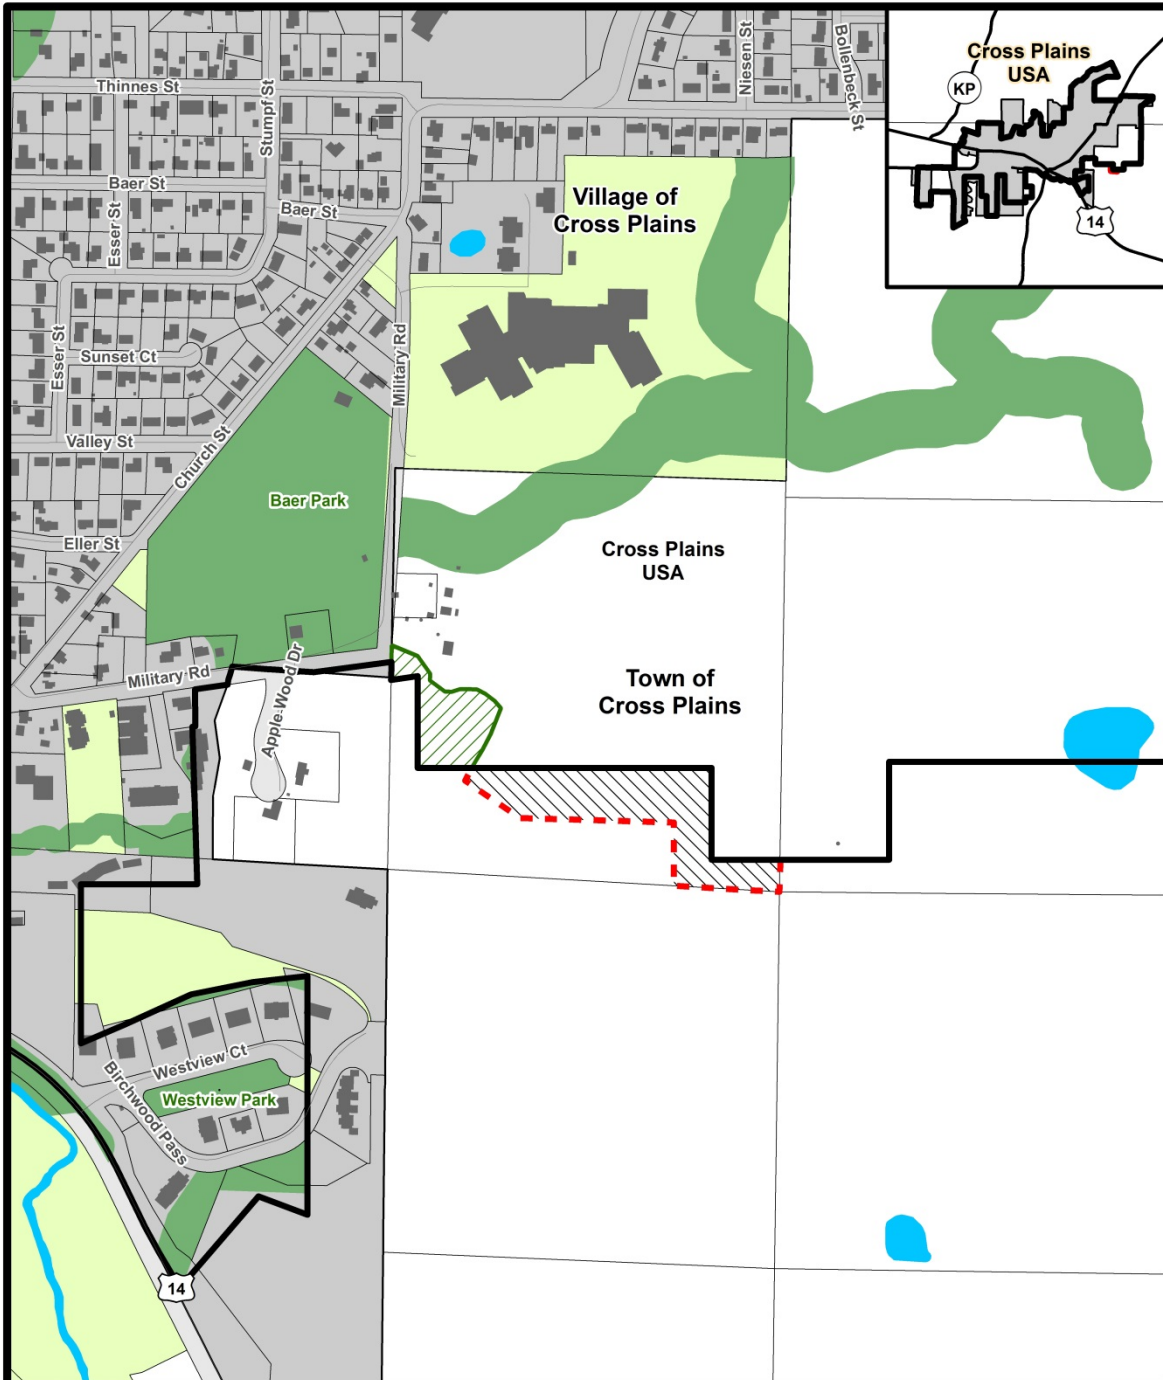 Thinnes St
Stumpf St
Niesen St
Bollenbeck St
Cross Plains
USA
KP
14
Baer St
Esser St
Baer St
Village of
Cross Plains
Esser St
Sunset Ct
Military Rd
Valley St
Church St
Baer Park
Eller St
Cross Plains
USA
Military Rd
Apple Wood Dr
Town of
Cross Plains
Westview Ct
Birchwood Pass
Westview Park
14